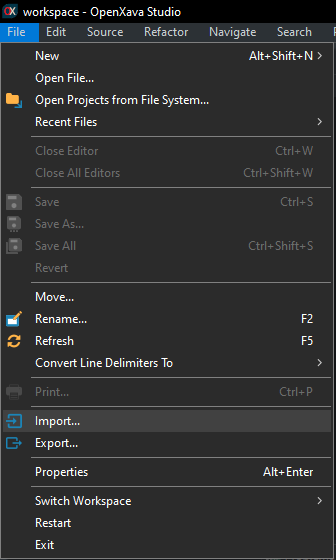 workspace - OpenXava Studio
File Edit Source Refactor Navigate Search
New Alt+Shift+N
Open File...
Open Projects from File System...
Recent Files
Close Editor Ctrl+W
Close All Editors Ctrl+Shift+W
Save Ctrl+S
Save As...
Save All Ctrl+Shift+S
Revert
Move...
Rename... F2
Refresh F5
Convert Line Delimiters To
Print... Ctrl+P
Import...
Export...
Properties Alt+Enter
Switch Workspace
Restart
Exit